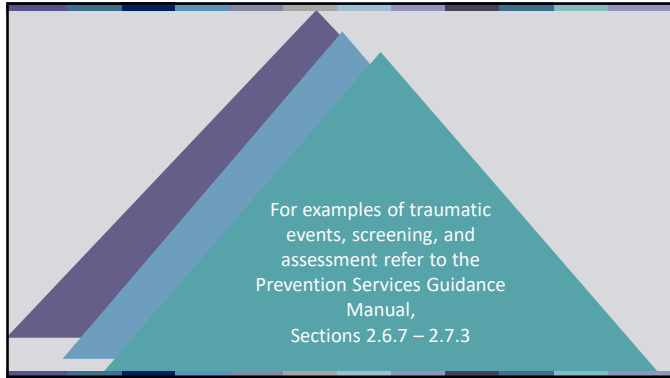 For examples of traumatic
events, screening, and
assessment refer to the
Prevention Services Guidance
Manual,
Sections 2.6.7 – 2.7.3